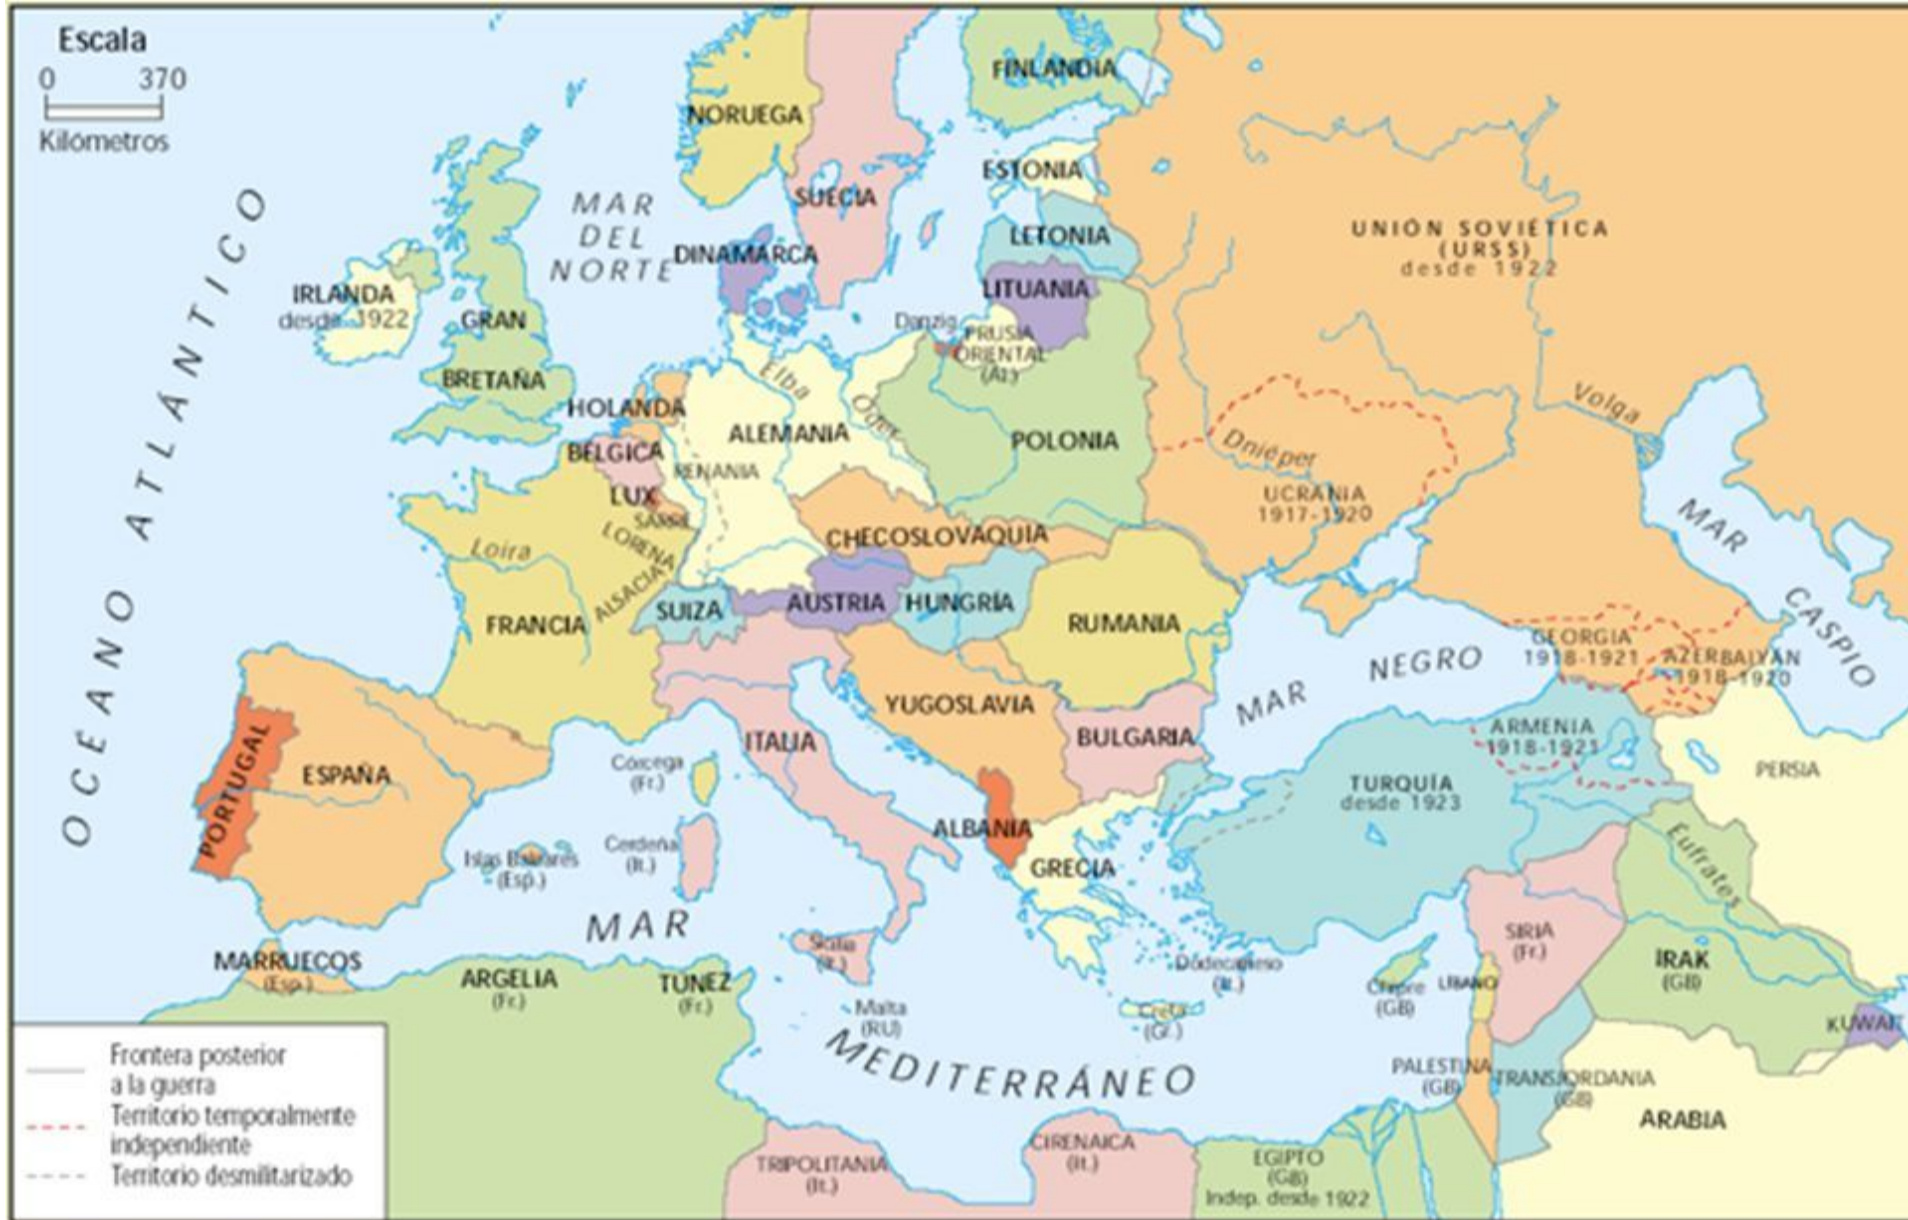 Escala
0 370
Kilómetros
OCÉANO ATLÁNTICO
MAR
DEL
NORTE
NORUEGA
SUECIA
FINLANDIA
ESTONIA
LETONIA
LITUANIA
DINAMARCA
IRLANDA
desde 1922
GRAN
BRETAÑA
UNIÓN SOVIÉTICA
(URSS)
desde 1922
Danzig
PRUSIA
ORIENTAL
(Al.)
HOLANDA
BÉLGICA
LUX
SARRE
LORENA
ALSACIA
RENANIA
ALEMANIA
Elba
Oder
POLONIA
Volga
Dniéper
UCRANIA
1917-1920
CHECOSLOVAQUIA
Loira
FRANCIA
SUIZA
AUSTRIA
HUNGRÍA
RUMANIA
MAR CASPIO
GEORGIA
1918-1921
AZERBAIYÁN
1918-1920
MAR NEGRO
PORTUGAL
ESPAÑA
ITALIA
YUGOSLAVIA
BULGARIA
ARMENIA
1918-1921
PERSIA
TURQUÍA
desde 1923
Córcega
(Fr.)
Cerdeña
(It.)
Islas Baleares
(Esp.)
ALBANIA
GRECIA
Eufrates
MAR
MEDITERRÁNEO
MARRUECOS
(Esp.)
ARGELIA
(Fr.)
TÚNEZ
(Fr.)
Sicilia
(It.)
Malta
(RU)
Dodecaneso
(It.)
Creta
(Gr.)
Chipre
(GB)
LÍBANO
SIRIA
(Fr.)
IRAK
(GB)
KUWAIT
PALESTINA
(GB)
TRANSJORDANIA
(GB)
ARABIA
TRIPOLITANIA
(It.)
CIRENAICA
(It.)
EGIPTO
(GB)
Indep. desde 1922
Frontera posterior
a la guerra
Territorio temporalmente
independiente
Territorio desmilitarizado